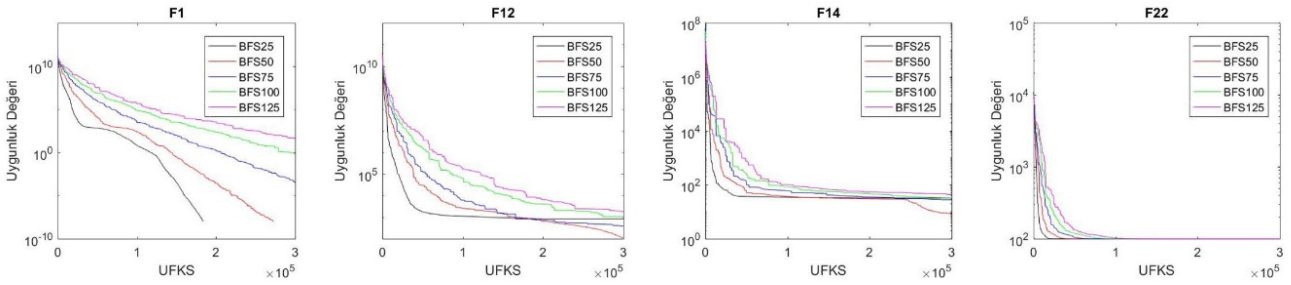 F1
Uygunluk Değeri
10^10
10^0
10^-10
BFS25
BFS50
BFS75
BFS100
BFS125
0
1
2
3
UFKS
×10^5
F12
Uygunluk Değeri
10^10
10^5
BFS25
BFS50
BFS75
BFS100
BFS125
0
1
2
3
UFKS
×10^5
F14
Uygunluk Değeri
10^8
10^6
10^4
10^2
10^0
BFS25
BFS50
BFS75
BFS100
BFS125
0
1
2
3
UFKS
×10^5
F22
Uygunluk Değeri
10^5
10^4
10^3
10^2
BFS25
BFS50
BFS75
BFS100
BFS125
0
1
2
3
UFKS
×10^5